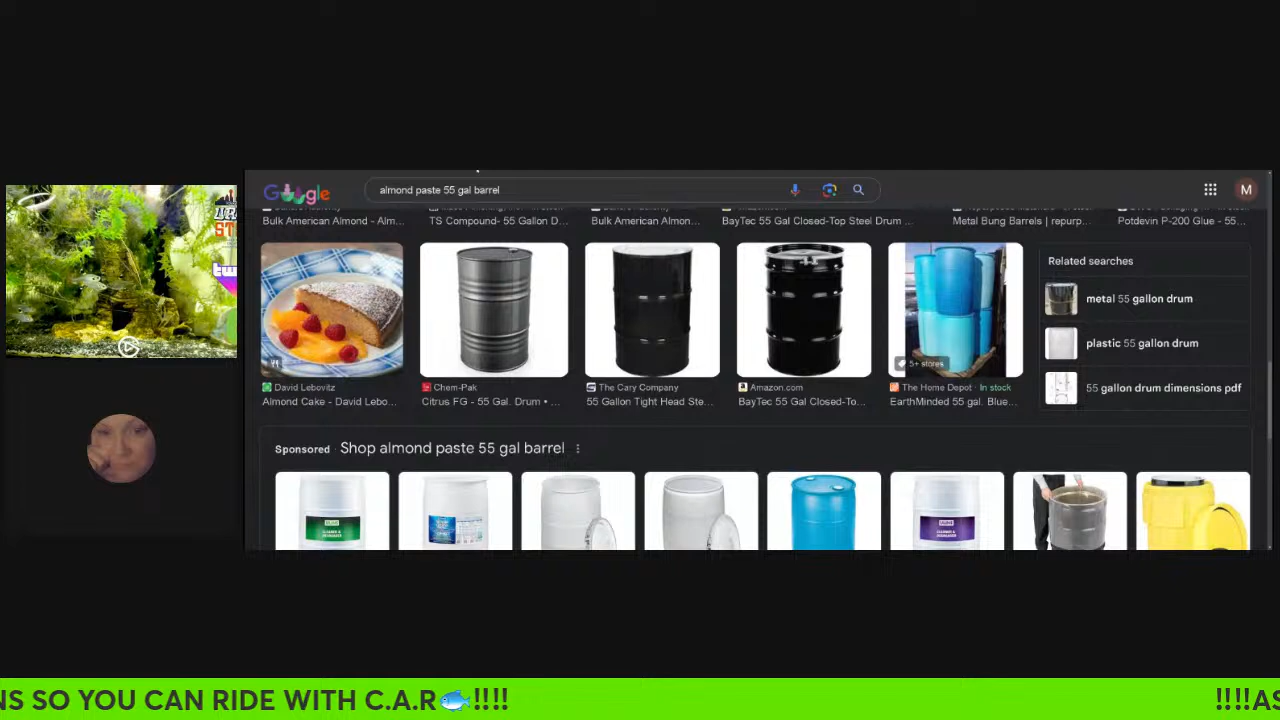 Google
almond paste 55 gal barrel
M
Bulk American Almond - Alm...
TS Compound- 55 Gallon D...
Bulk American Almon...
BayTec 55 Gal Closed-Top Steel Drum ...
Metal Bung Barrels | repurp...
Potdevin P-200 Glue - 55...
5+ stores
David Lebovitz
Almond Cake - David Lebo...
Chem-Pak
Citrus FG - 55 Gal. Drum • ...
The Cary Company
55 Gallon Tight Head Ste...
Amazon.com
BayTec 55 Gal Closed-To...
The Home Depot · In stock
EarthMinded 55 gal. Blue...
Related searches
metal 55 gallon drum
plastic 55 gallon drum
55 gallon drum dimensions pdf
Sponsored · Shop almond paste 55 gal barrel
NS SO YOU CAN RIDE WITH C.A.R🐟!!!!
!!!!AS